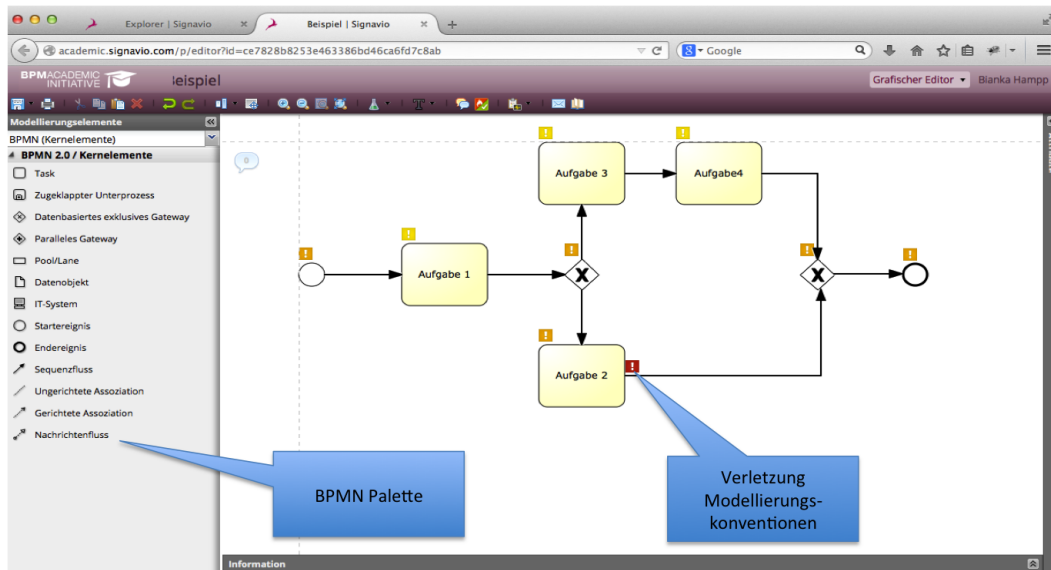 Explorer | Signavio
Beispiel | Signavio
academic.signavio.com/p/editor?id=ce7828b8253e463386bd46ca6fd7c8ab
Google
BPMACADEMIC
INITIATIVE
Beispiel
Grafischer Editor
Bianka Hampp
Modellierungselemente
BPMN (Kernelemente)
BPMN 2.0 / Kernelemente
Task
Zugeklappter Unterprozess
Datenbasiertes exklusives Gateway
Paralleles Gateway
Pool/Lane
Datenobjekt
IT-System
Startereignis
Endereignis
Sequenzfluss
Ungerichtete Assoziation
Gerichtete Assoziation
Nachrichtenfluss
0
Aufgabe 3
Aufgabe4
Aufgabe 1
Aufgabe 2
BPMN Palette
Verletzung
Modellierungs-
konventionen
Information